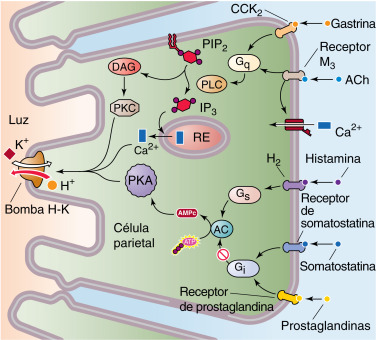 CCK₂
Gastrina
PIP₂
Receptor
M₃
DAG
Gq
PLC
ACh
PKC
IP₃
Luz
Ca²⁺
RE
Ca²⁺
K⁺
H₂
Histamina
H⁺
PKA
Gs
Receptor
de
somatostatina
Bomba H-K
AMPc
Célula
parietal
AC
ATP
Gi
Somatostatina
Receptor
de prostaglandina
Prostaglandinas